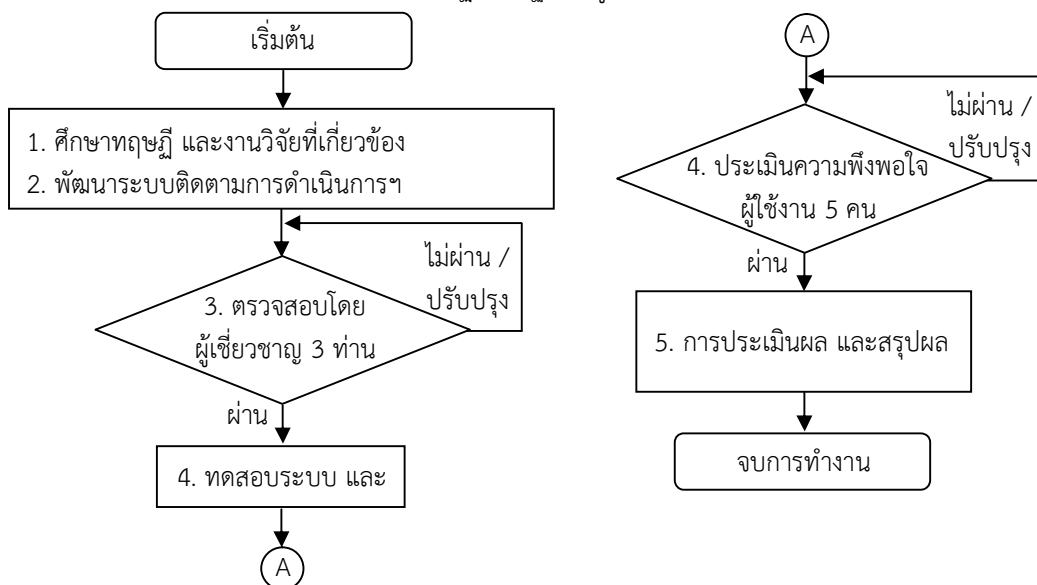 เริ่มต้น
1. ศึกษาทฤษฎี และงานวิจัยที่เกี่ยวข้อง
2. พัฒนาระบบติดตามการดำเนินการฯ
ไม่ผ่าน /
ปรับปรุง
3. ตรวจสอบโดย
ผู้เชี่ยวชาญ 3 ท่าน
ผ่าน
4. ทดสอบระบบ และ
A
A
ไม่ผ่าน /
ปรับปรุง
4. ประเมินความพึงพอใจ
ผู้ใช้งาน 5 คน
ผ่าน
5. การประเมินผล และสรุปผล
จบการทำงาน